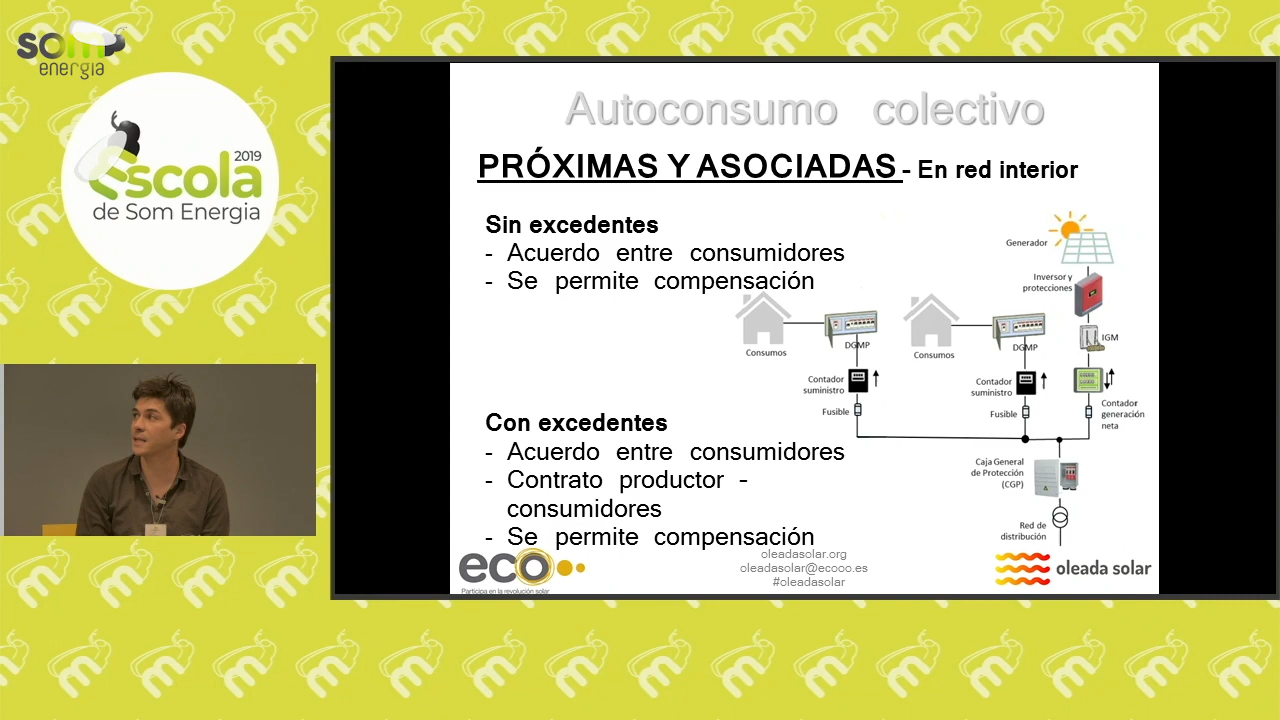 som
energia
Escola
2019
de Som Energia
Autoconsumo colectivo
PRÓXIMAS Y ASOCIADAS - En red interior
Sin excedentes
- Acuerdo entre consumidores
- Se permite compensación
Con excedentes
- Acuerdo entre consumidores
- Contrato productor -
consumidores
- Se permite compensación
Generador
Inversor y
protecciones
IGM
Consumos
DGMP
Consumos
DGMP
Contador
suministro
Contador
suministro
Contador
generación
neta
Fusible
Fusible
Caja General
de Protección
(CGP)
Red de
distribución
eco
Participa en la revolución solar
oleadasolar.org
oleadasolar@ecooo.es
#oleadasolar
oleada solar